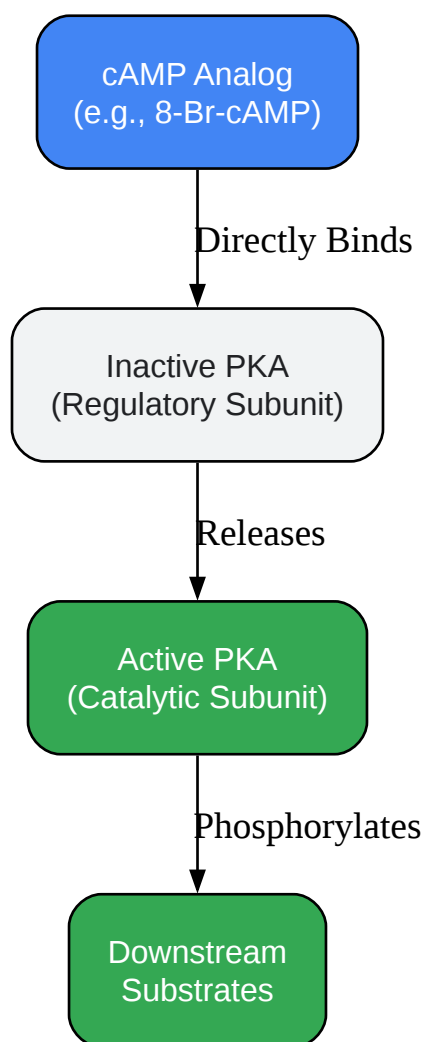 cAMP Analog
(e.g., 8-Br-cAMP)
Directly Binds
Inactive PKA
(Regulatory Subunit)
Releases
Active PKA
(Catalytic Subunit)
Phosphorylates
Downstream
Substrates